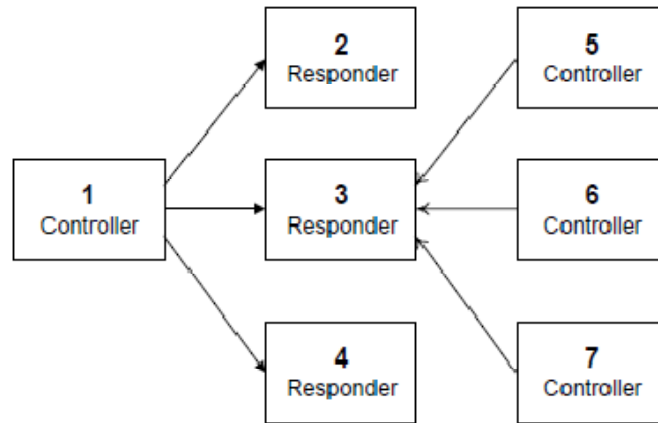 2
Responder
5
Controller
1
Controller
3
Responder
6
Controller
4
Responder
7
Controller